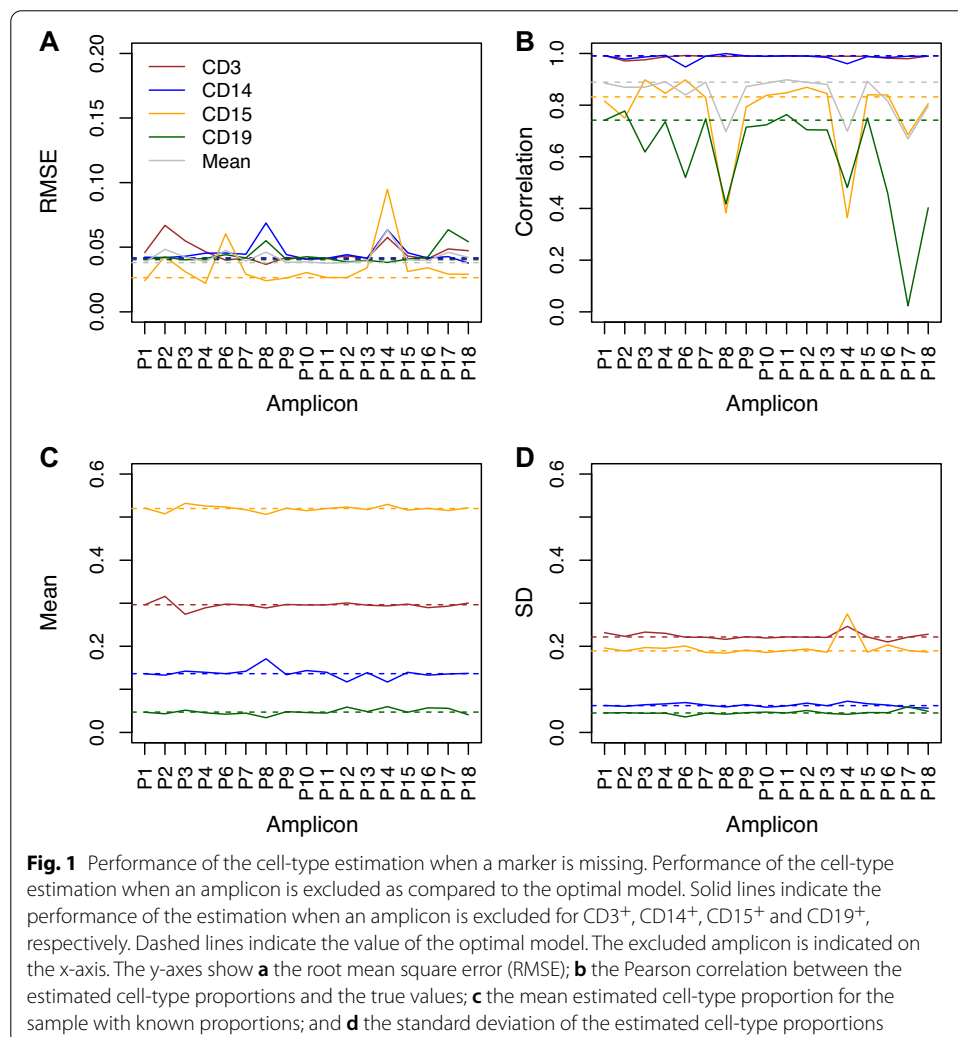 A
B
0.00 0.05 0.10 0.15 0.20
RMSE
CD3
CD14
CD15
CD19
Mean
P1 P2 P3 P4 P6 P7 P8 P9 P10 P11 P12 P13 P14 P15 P16 P17 P18
Amplicon
0.0 0.2 0.4 0.6 0.8 1.0
Correlation
P1 P2 P3 P4 P6 P7 P8 P9 P10 P11 P12 P13 P14 P15 P16 P17 P18
Amplicon
C
D
0.0 0.2 0.4 0.6
Mean
P1 P2 P3 P4 P6 P7 P8 P9 P10 P11 P12 P13 P14 P15 P16 P17 P18
Amplicon
0.0 0.2 0.4 0.6
SD
P1 P2 P3 P4 P6 P7 P8 P9 P10 P11 P12 P13 P14 P15 P16 P17 P18
Amplicon
Fig. 1 Performance of the cell-type estimation when a marker is missing. Performance of the cell-type
estimation when an amplicon is excluded as compared to the optimal model. Solid lines indicate the
performance of the estimation when an amplicon is excluded for CD3⁺, CD14⁺, CD15⁺ and CD19⁺,
respectively. Dashed lines indicate the value of the optimal model. The excluded amplicon is indicated on
the x-axis. The y-axes show a the root mean square error (RMSE); b the Pearson correlation between the
estimated cell-type proportions and the true values; c the mean estimated cell-type proportion for the
sample with known proportions; and d the standard deviation of the estimated cell-type proportions